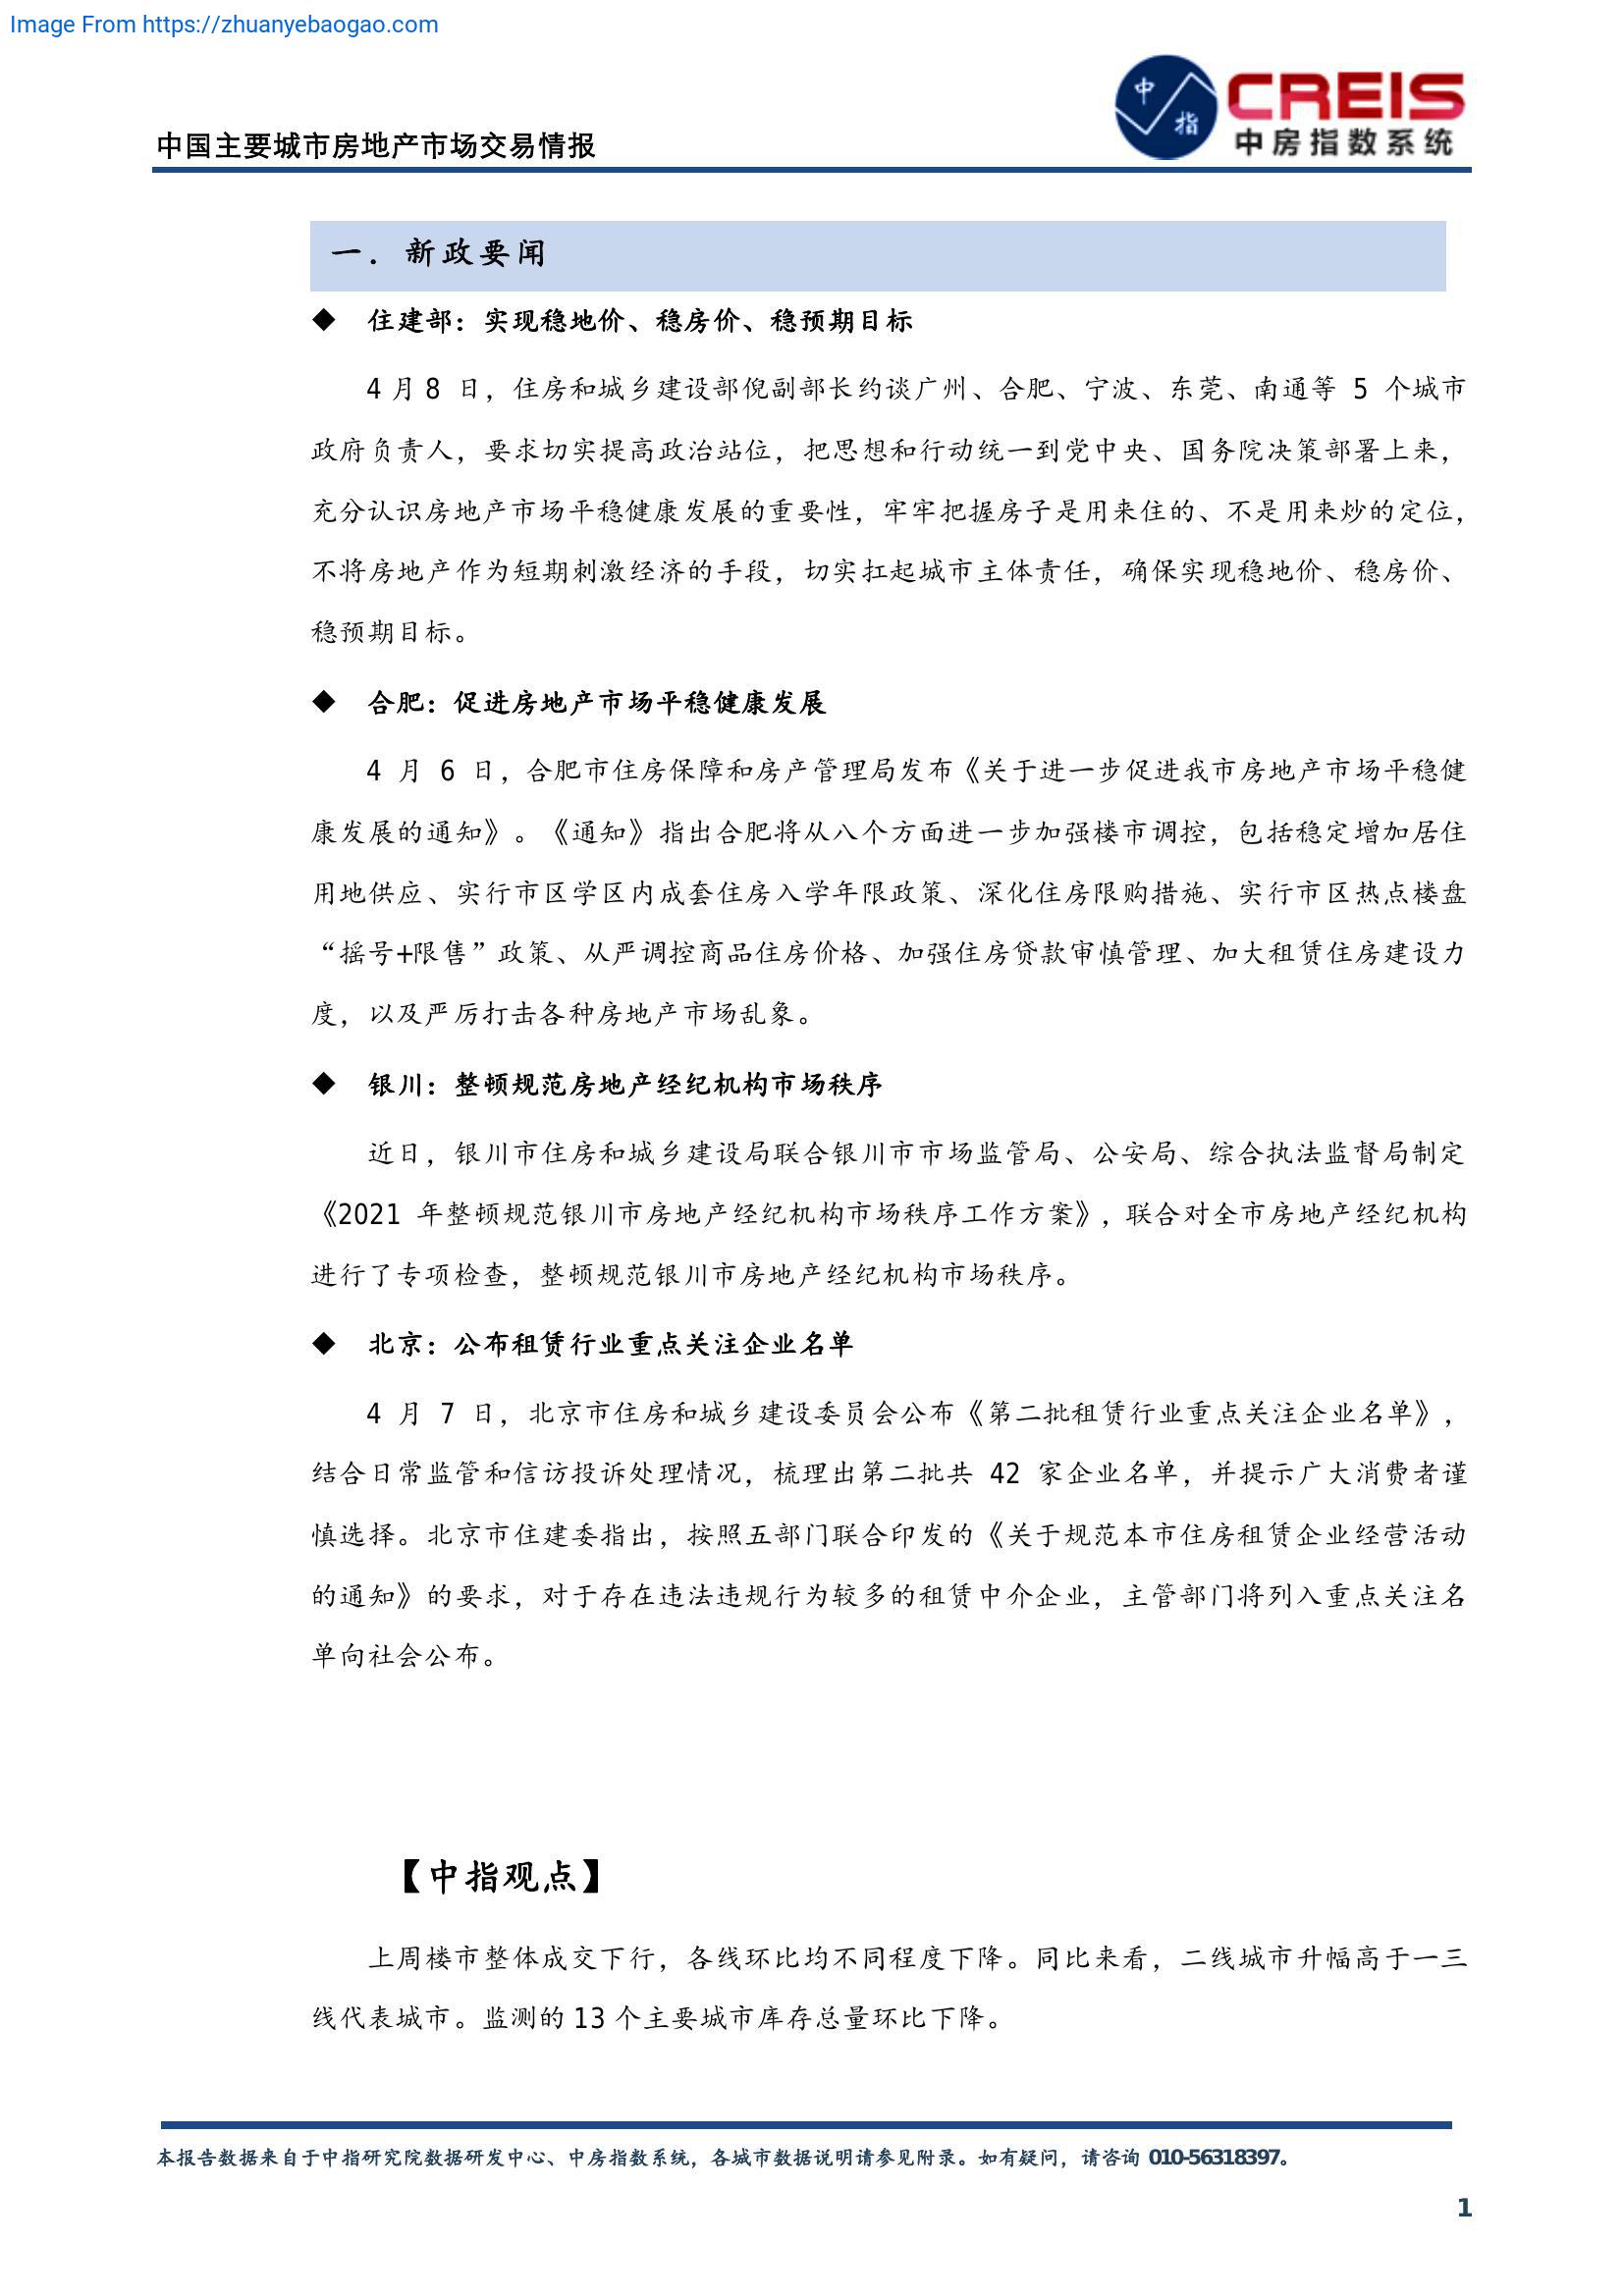 Image From https://zhuanyebaogao.com
中 指
CREIS
中房指数系统
中国主要城市房地产市场交易情报
一．新政要闻
◆ 住建部：实现稳地价、稳房价、稳预期目标
4 月 8 日，住房和城乡建设部倪副部长约谈广州、合肥、宁波、东莞、南通等 5 个城市
政府负责人，要求切实提高政治站位，把思想和行动统一到党中央、国务院决策部署上来，
充分认识房地产市场平稳健康发展的重要性，牢牢把握房子是用来住的、不是用来炒的定位，
不将房地产作为短期刺激经济的手段，切实扛起城市主体责任，确保实现稳地价、稳房价、
稳预期目标。
◆ 合肥：促进房地产市场平稳健康发展
4 月 6 日，合肥市住房保障和房产管理局发布《关于进一步促进我市房地产市场平稳健
康发展的通知》。《通知》指出合肥将从八个方面进一步加强楼市调控，包括稳定增加居住
用地供应、实行市区学区内成套住房入学年限政策、深化住房限购措施、实行市区热点楼盘
“摇号+限售”政策、从严调控商品住房价格、加强住房贷款审慎管理、加大租赁住房建设力
度，以及严厉打击各种房地产市场乱象。
◆ 银川：整顿规范房地产经纪机构市场秩序
近日，银川市住房和城乡建设局联合银川市市场监管局、公安局、综合执法监督局制定
《2021 年整顿规范银川市房地产经纪机构市场秩序工作方案》，联合对全市房地产经纪机构
进行了专项检查，整顿规范银川市房地产经纪机构市场秩序。
◆ 北京：公布租赁行业重点关注企业名单
4 月 7 日，北京市住房和城乡建设委员会公布《第二批租赁行业重点关注企业名单》，
结合日常监管和信访投诉处理情况，梳理出第二批共 42 家企业名单，并提示广大消费者谨
慎选择。北京市住建委指出，按照五部门联合印发的《关于规范本市住房租赁企业经营活动
的通知》的要求，对于存在违法违规行为较多的租赁中介企业，主管部门将列入重点关注名
单向社会公布。
【中指观点】
上周楼市整体成交下行，各线环比均不同程度下降。同比来看，二线城市升幅高于一三
线代表城市。监测的 13 个主要城市库存总量环比下降。
本报告数据来自于中指研究院数据研发中心、中房指数系统，各城市数据说明请参见附录。如有疑问，请咨询 010-56318397。
1